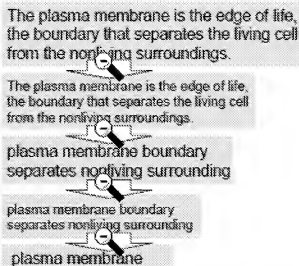 The plasma membrane is the edge of life,
the boundary that separates the living cell
from the nonliving surroundings.
The plasma membrane is the edge of life,
the boundary that separates the living cell
from the nonliving surroundings.
plasma membrane boundary
separates nonliving surrounding
plasma membrane boundary
separates nonliving surrounding
plasma membrane